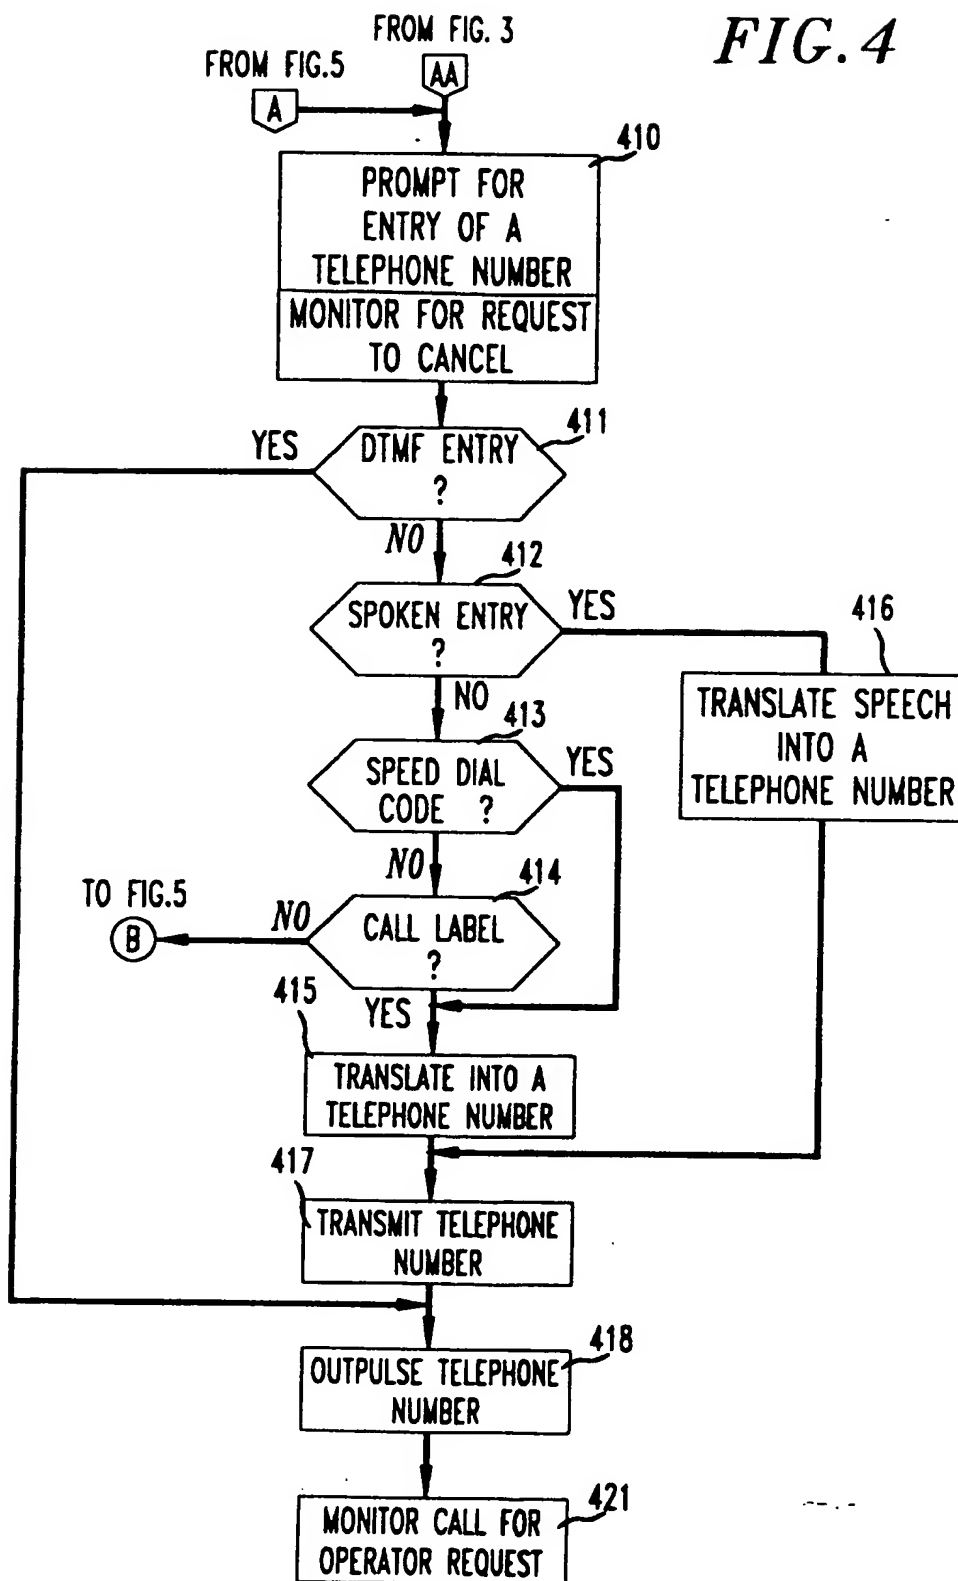 FROM FIG. 3
FIG. 4
FROM FIG.5
AA
A
410
PROMPT FOR
ENTRY OF A
TELEPHONE NUMBER
MONITOR FOR REQUEST
TO CANCEL
411
YES
DTMF ENTRY
?
NO
412
SPOKEN ENTRY
?
YES
416
NO
TRANSLATE SPEECH
INTO A
TELEPHONE NUMBER
413
SPEED DIAL
CODE ?
YES
NO
414
TO FIG.5
B
NO
CALL LABEL
?
415
YES
TRANSLATE INTO A
TELEPHONE NUMBER
417
TRANSMIT TELEPHONE
NUMBER
418
OUTPULSE TELEPHONE
NUMBER
421
MONITOR CALL FOR
OPERATOR REQUEST